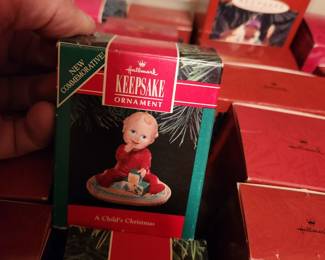 NEW
COMMEMORATIVE
Hallmark
KEEPSAKE
ORNAMENT
A Child's Christmas